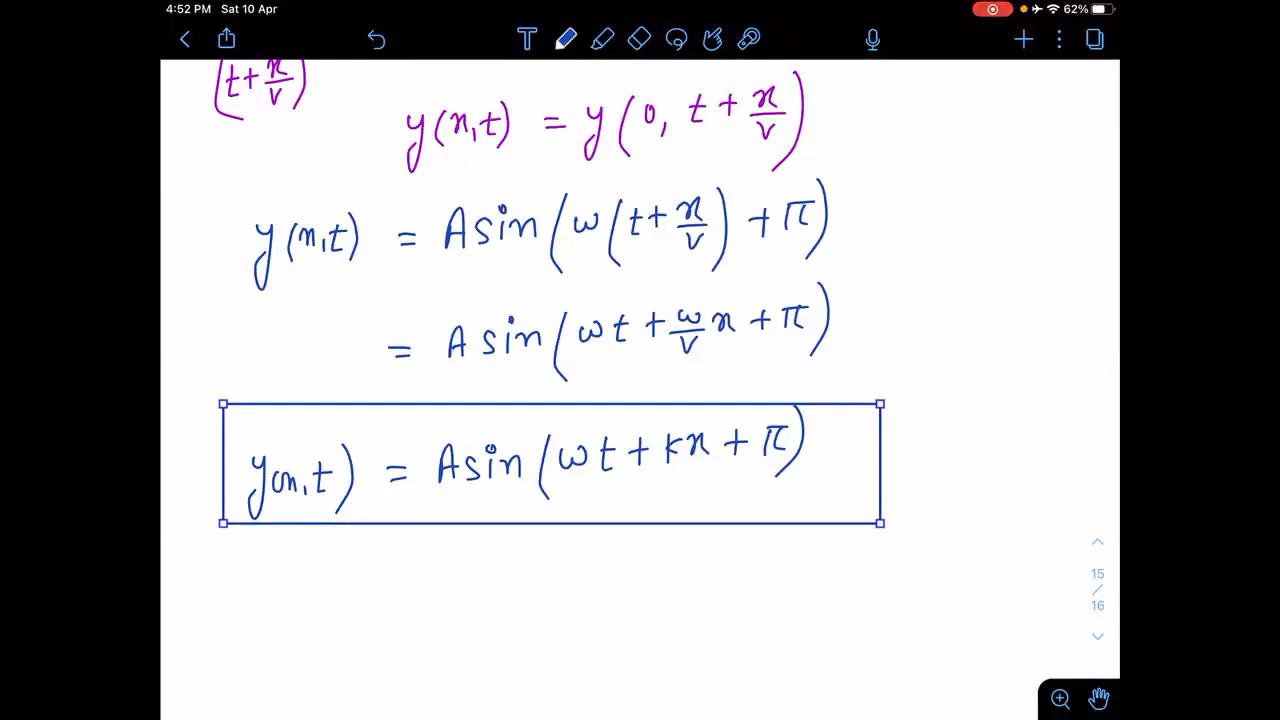 4:52 PM Sat 10 Apr 62%
(t+x/v)
y(x,t) = y(0, t + x/v)
y(x,t) = A sin(ω(t+x/v) + π)
= A sin(ωt + ω/v x + π)
y(x,t) = A sin(ωt + kx + π)
15
/
16